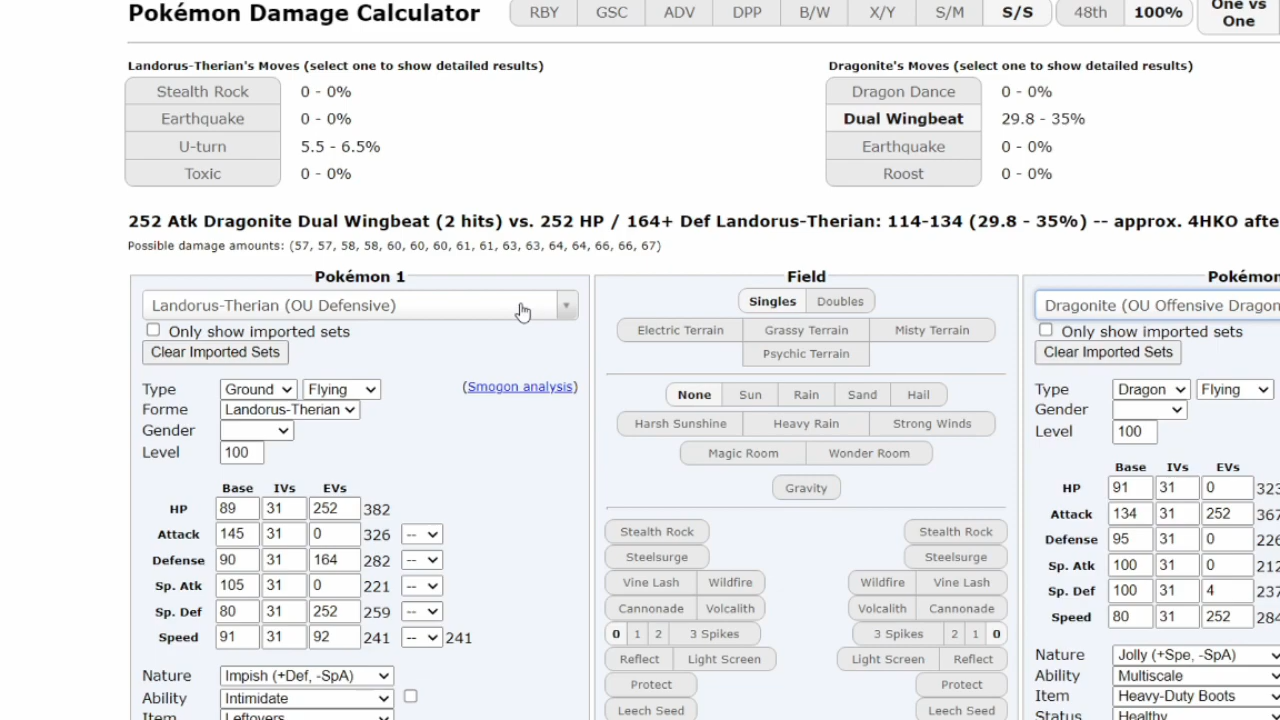 Pokémon Damage Calculator
RBY GSC ADV DPP B/W X/Y S/M S/S 48th 100% One vs One
Landorus-Therian's Moves (select one to show detailed results)
Stealth Rock 0 - 0%
Earthquake 0 - 0%
U-turn 5.5 - 6.5%
Toxic 0 - 0%
Dragonite's Moves (select one to show detailed results)
Dragon Dance 0 - 0%
Dual Wingbeat 29.8 - 35%
Earthquake 0 - 0%
Roost 0 - 0%
252 Atk Dragonite Dual Wingbeat (2 hits) vs. 252 HP / 164+ Def Landorus-Therian: 114-134 (29.8 - 35%) -- approx. 4HKO afte
Possible damage amounts: (57, 57, 58, 58, 60, 60, 60, 61, 61, 63, 63, 64, 64, 66, 66, 67)
Pokémon 1
Landorus-Therian (OU Defensive)
Only show imported sets
Clear Imported Sets
Type Ground Flying (Smogon analysis)
Forme Landorus-Therian
Gender
Level 100
Base IVs EVs
HP 89 31 252 382
Attack 145 31 0 326 --
Defense 90 31 164 282 --
Sp. Atk 105 31 0 221 --
Sp. Def 80 31 252 259 --
Speed 91 31 92 241 -- 241
Nature Impish (+Def, -SpA)
Ability Intimidate
Item Leftovers
Field
Singles Doubles
Electric Terrain Grassy Terrain Misty Terrain
Psychic Terrain
None Sun Rain Sand Hail
Harsh Sunshine Heavy Rain Strong Winds
Magic Room Wonder Room
Gravity
Stealth Rock Stealth Rock
Steelsurge Steelsurge
Vine Lash Wildfire Wildfire Vine Lash
Cannonade Volcalith Volcalith Cannonade
0 1 2 3 Spikes 3 Spikes 2 1 0
Reflect Light Screen Light Screen Reflect
Protect Protect
Leech Seed Leech Seed
Pokémon
Dragonite (OU Offensive Dragon
Only show imported sets
Clear Imported Sets
Type Dragon Flying
Gender
Level 100
Base IVs EVs
HP 91 31 0 323
Attack 134 31 252 367
Defense 95 31 0 226
Sp. Atk 100 31 0 212
Sp. Def 100 31 4 237
Speed 80 31 252 284
Nature Jolly (+Spe, -SpA)
Ability Multiscale
Item Heavy-Duty Boots
Status Healthy